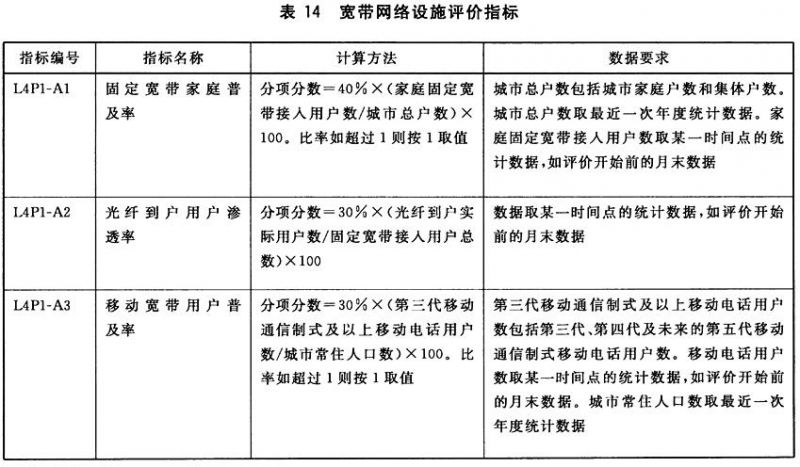 表 14 宽带网络设施评价指标
指标编号
指标名称
计算方法
数据要求
L4P1-A1
固定宽带家庭普
及率
分项分数=40%×(家庭固定宽
带接入用户数/城市总户数)×
100。比率如超过1则按1取值
城市总户数包括城市家庭户数和集体户数。
城市总户数取最近一次年度统计数据。家
庭固定宽带接入用户数取某一时间点的统
计数据,如评价开始前的月末数据
L4P1-A2
光纤到户用户渗
透率
分项分数=30%×(光纤到户实
际用户数/固定宽带接入用户总
数)×100
数据取某一时间点的统计数据,如评价开始
前的月末数据
L4P1-A3
移动宽带用户普
及率
分项分数=30%×(第三代移动
通信制式及以上移动电话用户
数/城市常住人口数)×100。比
率如超过1则按1取值
第三代移动通信制式及以上移动电话用户
数包括第三代、第四代及未来的第五代移动
通信制式移动电话用户数。移动电话用户
数取某一时间点的统计数据,如评价开始前
的月末数据。城市常住人口数取最近一次
年度统计数据